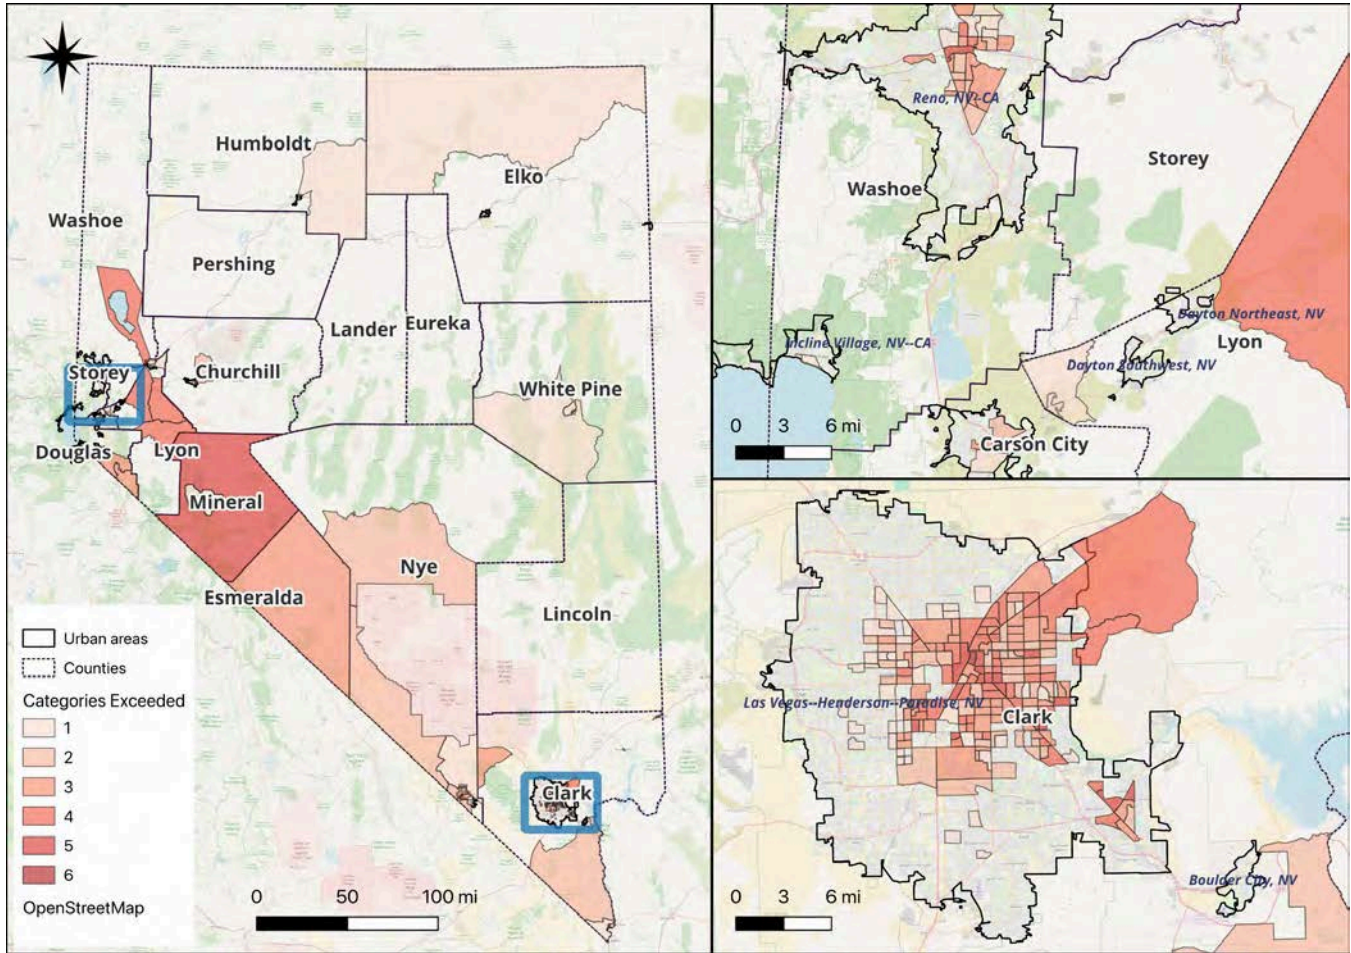 Humboldt
Elko
Washoe
Pershing
Lander
Eureka
Storey
Churchill
White Pine
Douglas
Lyon
Mineral
Nye
Esmeralda
Lincoln
Clark
Urban areas
Counties
Categories Exceeded
1
2
3
4
5
6
OpenStreetMap
0 50 100 mi
Reno, NV--CA
Storey
Washoe
Dayton Northeast, NV
Incline Village, NV--CA
Lyon
Dayton Southwest, NV
0 3 6 mi
Carson City
Las Vegas--Henderson--Paradise, NV
Clark
Boulder City, NV
0 3 6 mi